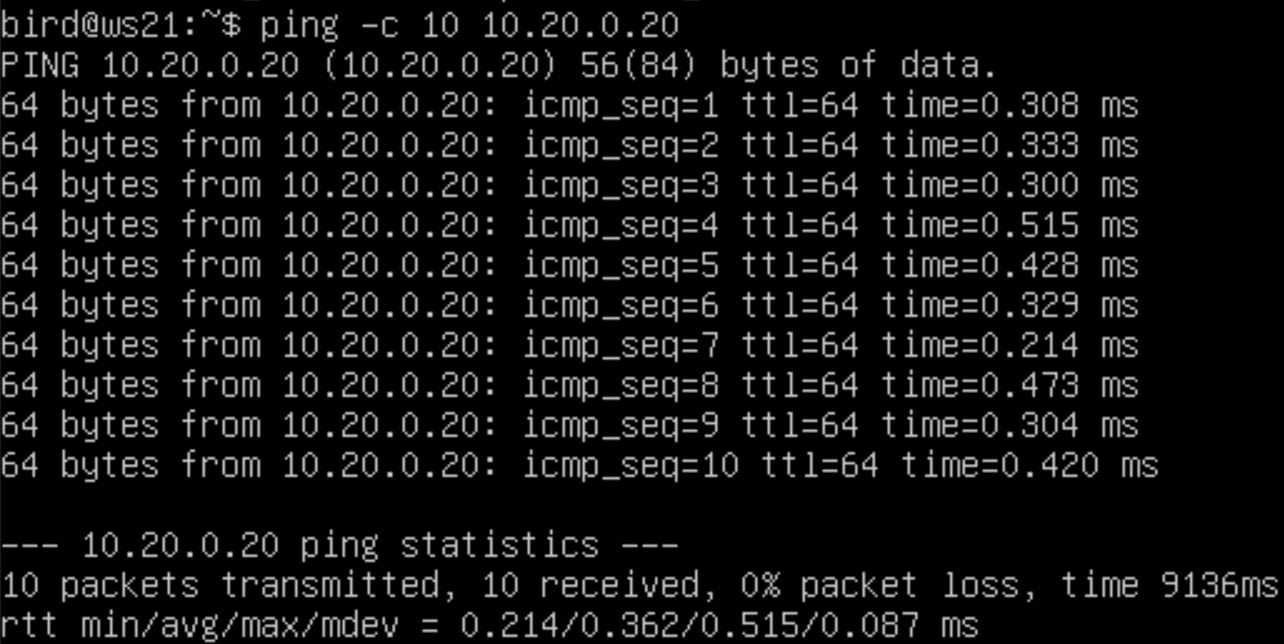 bird@ws21:~$ ping -c 10 10.20.0.20
PING 10.20.0.20 (10.20.0.20) 56(84) bytes of data.
64 bytes from 10.20.0.20: icmp_seq=1 ttl=64 time=0.308 ms
64 bytes from 10.20.0.20: icmp_seq=2 ttl=64 time=0.333 ms
64 bytes from 10.20.0.20: icmp_seq=3 ttl=64 time=0.300 ms
64 bytes from 10.20.0.20: icmp_seq=4 ttl=64 time=0.515 ms
64 bytes from 10.20.0.20: icmp_seq=5 ttl=64 time=0.428 ms
64 bytes from 10.20.0.20: icmp_seq=6 ttl=64 time=0.329 ms
64 bytes from 10.20.0.20: icmp_seq=7 ttl=64 time=0.214 ms
64 bytes from 10.20.0.20: icmp_seq=8 ttl=64 time=0.473 ms
64 bytes from 10.20.0.20: icmp_seq=9 ttl=64 time=0.304 ms
64 bytes from 10.20.0.20: icmp_seq=10 ttl=64 time=0.420 ms
--- 10.20.0.20 ping statistics ---
10 packets transmitted, 10 received, 0% packet loss, time 9136ms
rtt min/avg/max/mdev = 0.214/0.362/0.515/0.087 ms